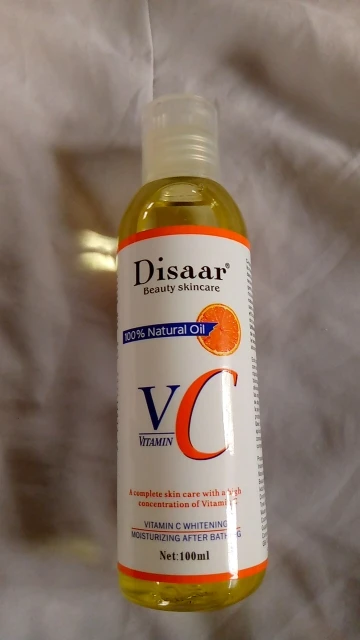 Disaar®
Beauty skincare
100% Natural Oil
VC
VITAMIN
A complete skin care with a high
concentration of Vitamin
VITAMIN C WHITENING
MOISTURIZING AFTER BATHING
Net:100ml